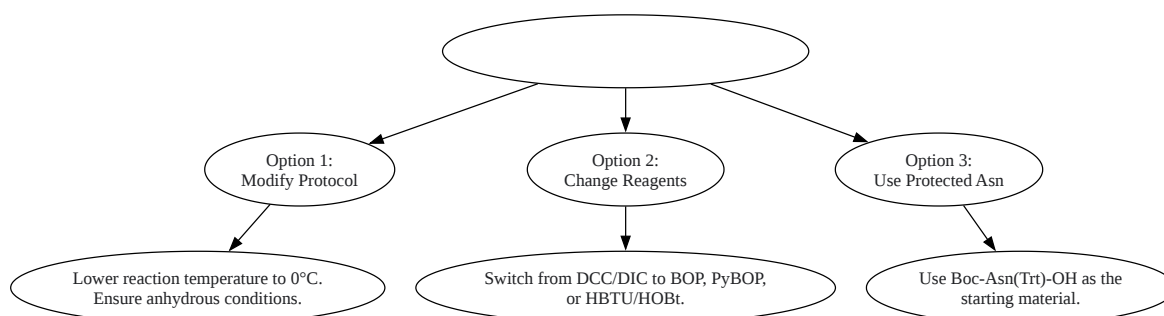 Option 1:
Modify Protocol
Option 2:
Change Reagents
Option 3:
Use Protected Asn
Lower reaction temperature to 0°C.
Ensure anhydrous conditions.
Switch from DCC/DIC to BOP, PyBOP,
or HBTU/HOBt.
Use Boc-Asn(Trt)-OH as the
starting material.